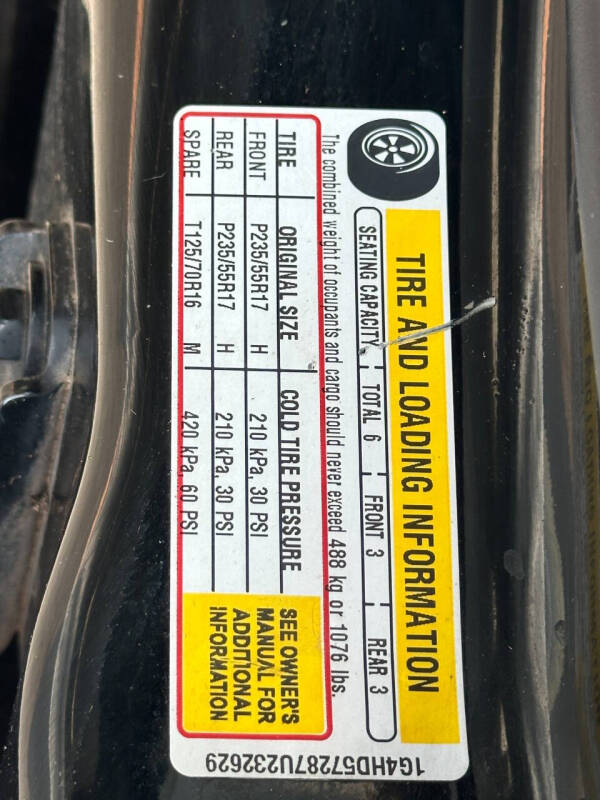 TIRE AND LOADING INFORMATION
SEATING CAPACITY TOTAL 6 FRONT 3 REAR 3
The combined weight of occupants and cargo should never exceed 488 kg or 1076 lbs.
TIRE ORIGINAL SIZE COLD TIRE PRESSURE
FRONT P235/55R17 H 210 kPa, 30 PSI
REAR P235/55R17 H 210 kPa, 30 PSI
SPARE T125/70R16 M 420 kPa, 60 PSI
SEE OWNER'S
MANUAL FOR
ADDITIONAL
INFORMATION
1G4HD57287U232629